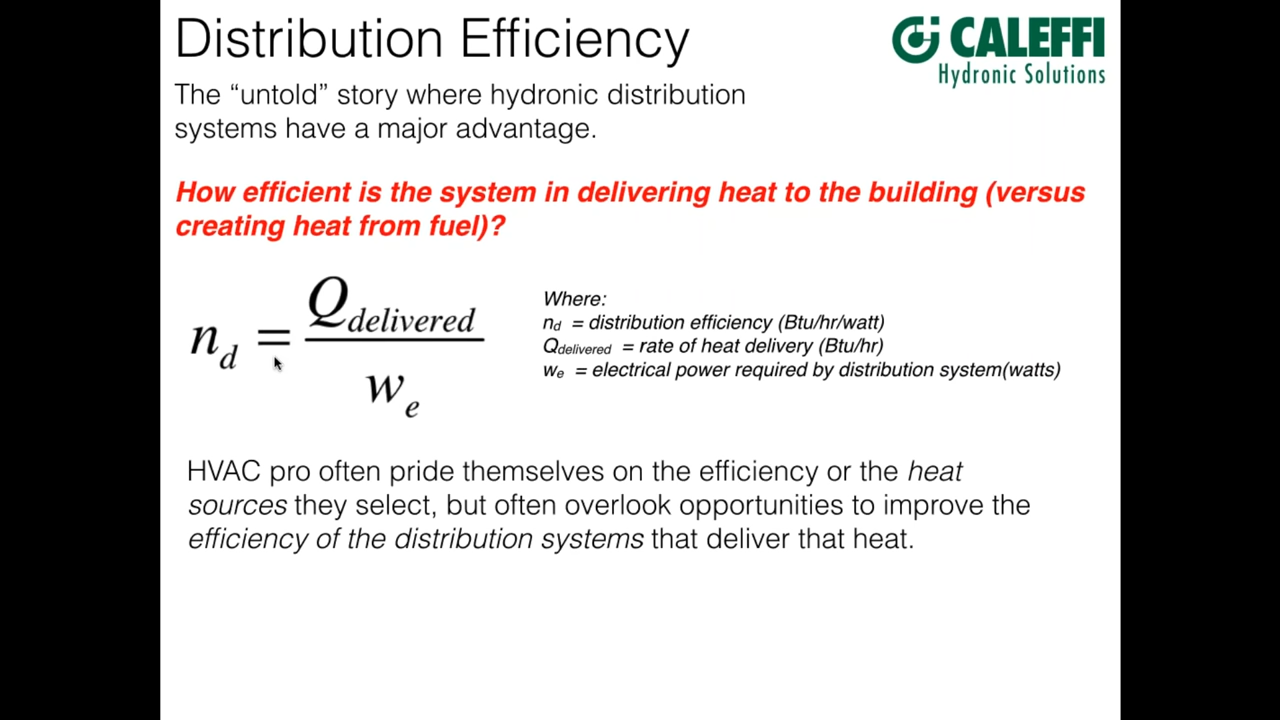 Distribution Efficiency
CALEFFI
Hydronic Solutions
The “untold” story where hydronic distribution
systems have a major advantage.
How efficient is the system in delivering heat to the building (versus
creating heat from fuel)?
n_d = Q_delivered / w_e
Where:
nd = distribution efficiency (Btu/hr/watt)
Qdelivered = rate of heat delivery (Btu/hr)
we = electrical power required by distribution system(watts)
HVAC pro often pride themselves on the efficiency or the heat
sources they select, but often overlook opportunities to improve the
efficiency of the distribution systems that deliver that heat.